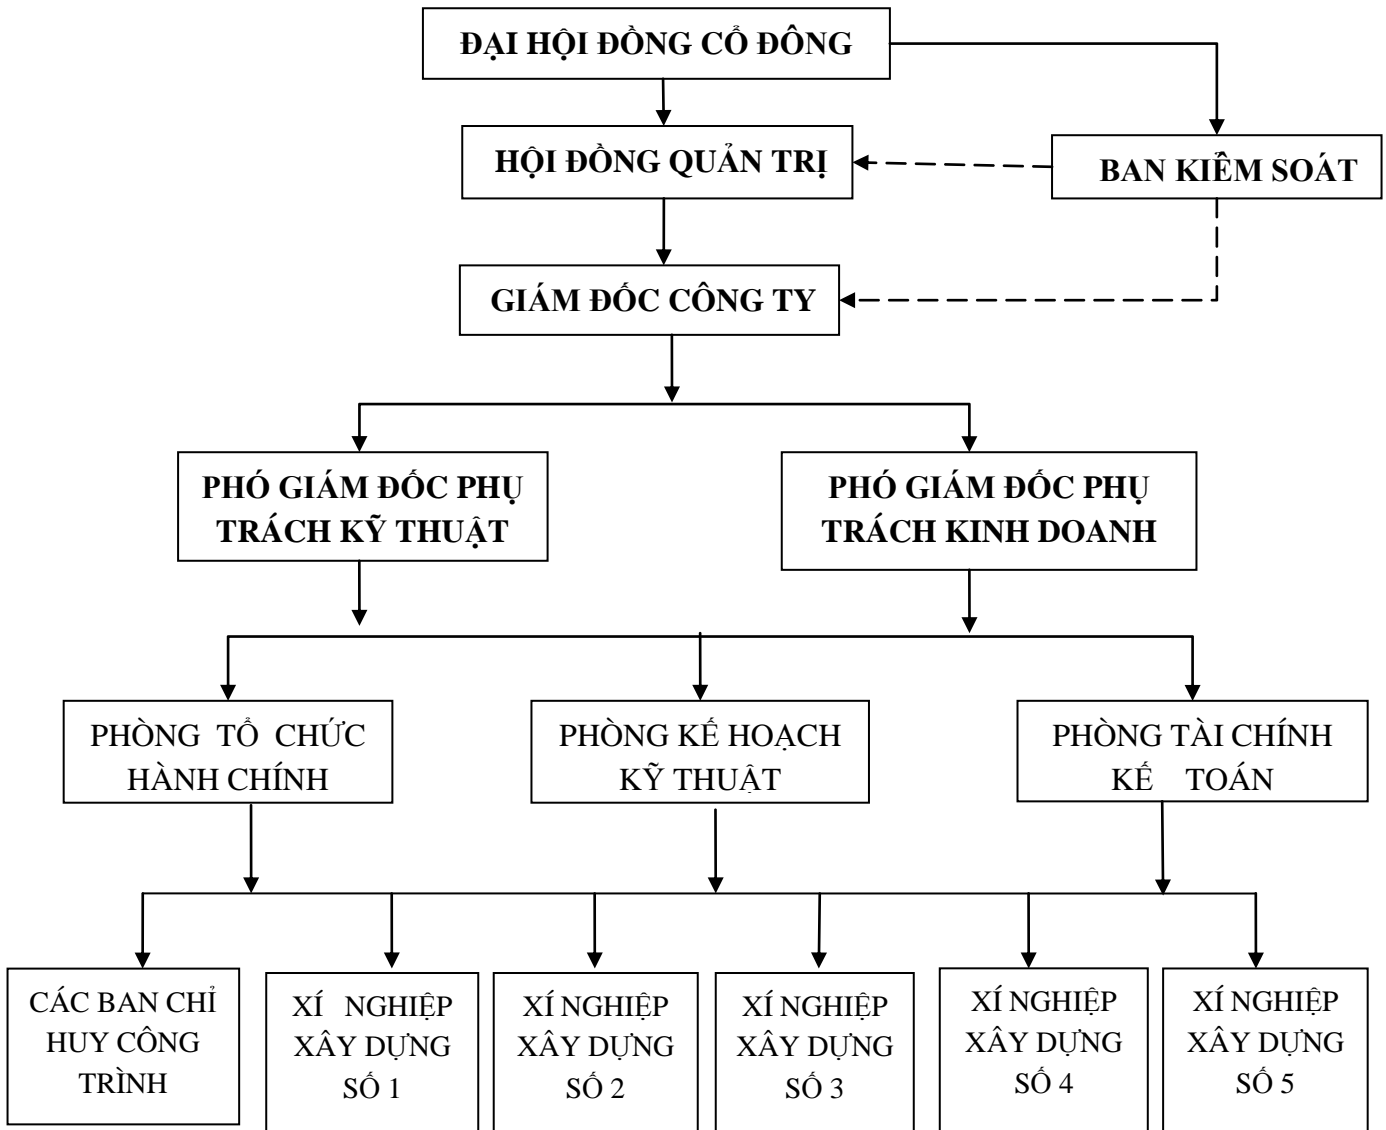 ĐẠI HỘI ĐỒNG CỔ ĐÔNG
HỘI ĐỒNG QUẢN TRỊ
BAN KIỂM SOÁT
GIÁM ĐỐC CÔNG TY
PHÓ GIÁM ĐỐC PHỤ
TRÁCH KỸ THUẬT
PHÓ GIÁM ĐỐC PHỤ
TRÁCH KINH DOANH
PHÒNG TỔ CHỨC
HÀNH CHÍNH
PHÒNG KẾ HOẠCH
KỸ THUẬT
PHÒNG TÀI CHÍNH
KẾ TOÁN
CÁC BAN CHỈ
HUY CÔNG
TRÌNH
XÍ NGHIỆP
XÂY DỰNG
SỐ 1
XÍ NGHIỆP
XÂY DỰNG
SỐ 2
XÍ NGHIỆP
XÂY DỰNG
SỐ 3
XÍ NGHIỆP
XÂY DỰNG
SỐ 4
XÍ NGHIỆP
XÂY DỰNG
SỐ 5